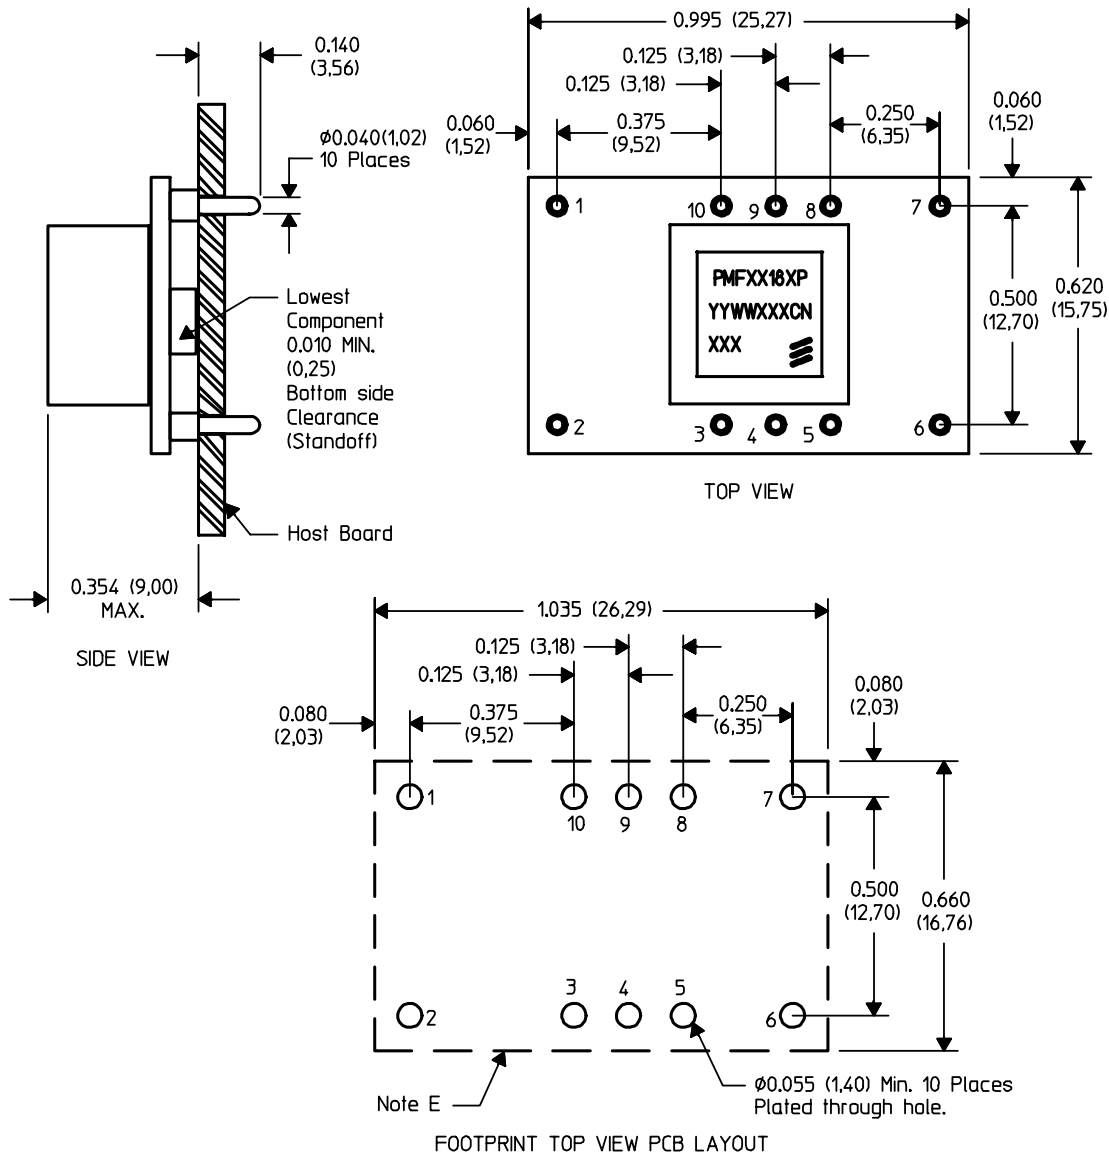 0.140
(3,56)
Ø0.040(1,02)
10 Places
Lowest
Component
0.010 MIN.
(0,25)
Bottom side
Clearance
(Standoff)
Host Board
0.354 (9,00)
MAX.
SIDE VIEW
0.995 (25,27)
0.125 (3,18)
0.125 (3,18)
0.060
(1,52)
0.375
(9,52)
0.250
(6,35)
0.060
(1,52)
1
10
9
8
7
PMFXX18XP
YYWWXXXCN
XXX
0.500
(12,70)
0.620
(15,75)
2
3
4
5
6
TOP VIEW
1.035 (26,29)
0.125 (3,18)
0.125 (3,18)
0.080
(2,03)
0.375
(9,52)
0.250
(6,35)
0.080
(2,03)
1
10
9
8
7
0.500
(12,70)
0.660
(16,76)
2
3
4
5
6
Note E
Ø0.055 (1,40) Min. 10 Places
Plated through hole.
FOOTPRINT TOP VIEW PCB LAYOUT